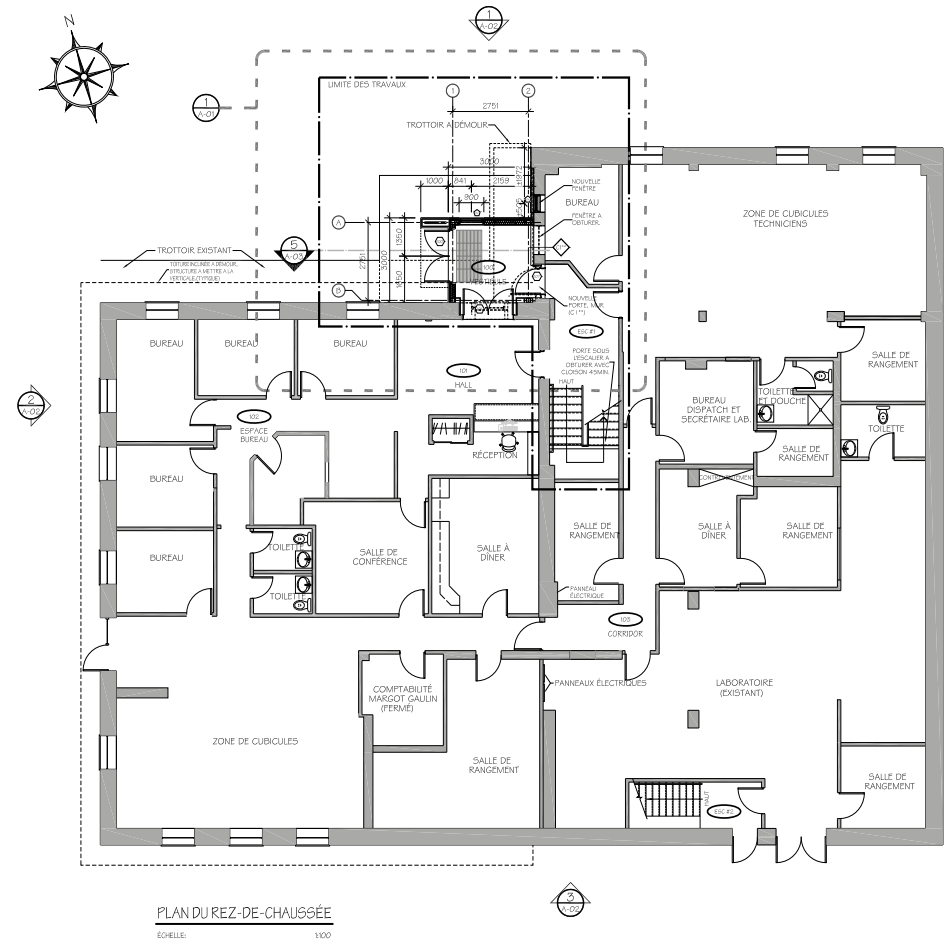 N
1
A-02
LIMITE DES TRAVAUX
1
A-01
1
2
2751
TROTTOIR A DÉMOLIR
3000
1000
841
2159
900
NOUVELLE
FENÊTRE
BUREAU
FENÊTRE A
OBTURER.
ZONE DE CUBICULES
TECHNICIENS
A
TROTTOIR EXISTANT
5
A-03
TOITURE INCLINÉE A DÉMOLIR,
STRUCTURE A METTRE A LA
VERTICALE (TYPIQUE)
2751
3000
1350
B
100
VESTIBULE
NOUVELLE
PORTE, MUR
ESC #1
PORTE SOUS
L'ESCALIER A
OBTURER AVEC
CLOISON 45MIN.
HAUT
BUREAU
BUREAU
BUREAU
101
HALL
SALLE DE
RANGEMENT
2
A-02
102
ESPACE
BUREAU
RÉCEPTION
BUREAU
DISPATCH ET
SECRÉTAIRE LAB.
TOILETTE
ET DOUCHE
TOILETTE
SALLE DE
RANGEMENT
BUREAU
SALLE DE
RANGEMENT
SALLE À
DÎNER
SALLE DE
RANGEMENT
BUREAU
TOILETTE
TOILETTE
SALLE DE
CONFÉRENCE
SALLE À
DÎNER
PANNEAU
ÉLECTRIQUE
103
CORRIDOR
COMPTABILITÉ
MARGOT GAULIN
(FERMÉ)
PANNEAUX ÉLECTRIQUES
LABORATOIRE
(EXISTANT)
ZONE DE CUBICULES
SALLE DE
RANGEMENT
SALLE DE
RANGEMENT
HAUT
ESC #2
3
A-02
PLAN DU REZ-DE-CHAUSSÉE
ÉCHELLE: 1:100